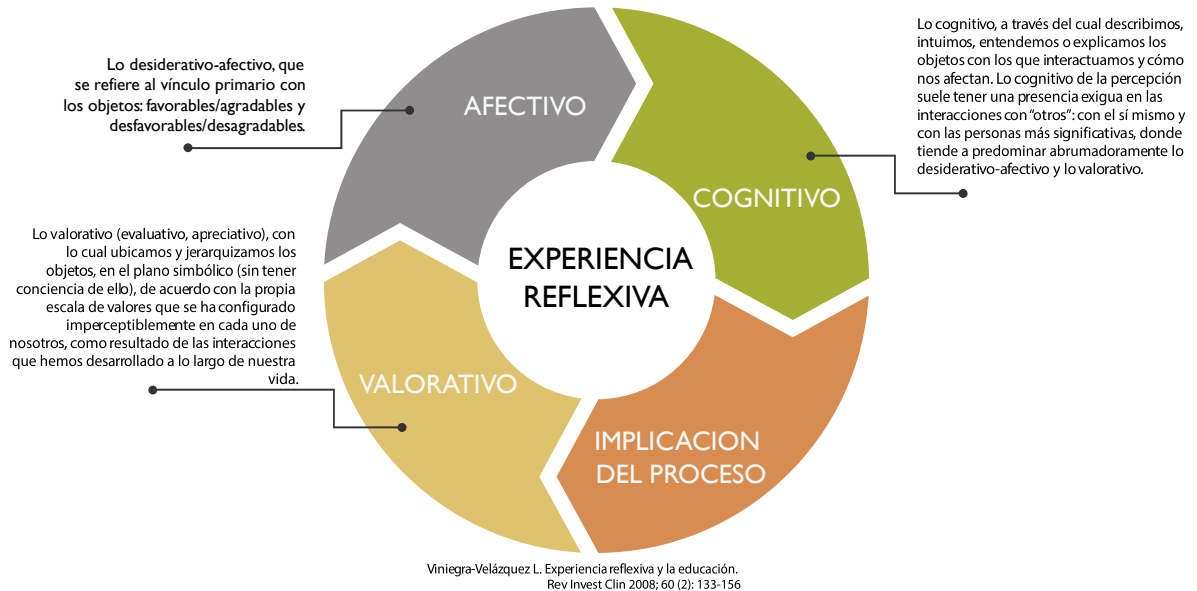 Lo desiderativo-afectivo, que
se refiere al vínculo primario con
los objetos: favorables/agradables y
desfavorables/desagradables.
AFECTIVO
Lo cognitivo, a través del cual describimos,
intuimos, entendemos o explicamos los
objetos con los que interactuamos y cómo
nos afectan. Lo cognitivo de la percepción
suele tener una presencia exigua en las
interacciones con “otros”: con el sí mismo y
con las personas más significativas, donde
tiende a predominar abrumadoramente lo
desiderativo-afectivo y lo valorativo.
COGNITIVO
EXPERIENCIA
REFLEXIVA
Lo valorativo (evaluativo, apreciativo), con
lo cual ubicamos y jerarquizamos los
objetos, en el plano simbólico (sin tener
conciencia de ello), de acuerdo con la propia
escala de valores que se ha configurado
imperceptiblemente en cada uno de
nosotros, como resultado de las interacciones
que hemos desarrollado a lo largo de nuestra
vida.
VALORATIVO
IMPLICACION
DEL PROCESO
Viniegra-Velázquez L. Experiencia reflexiva y la educación.
Rev Invest Clin 2008; 60 (2): 133-156